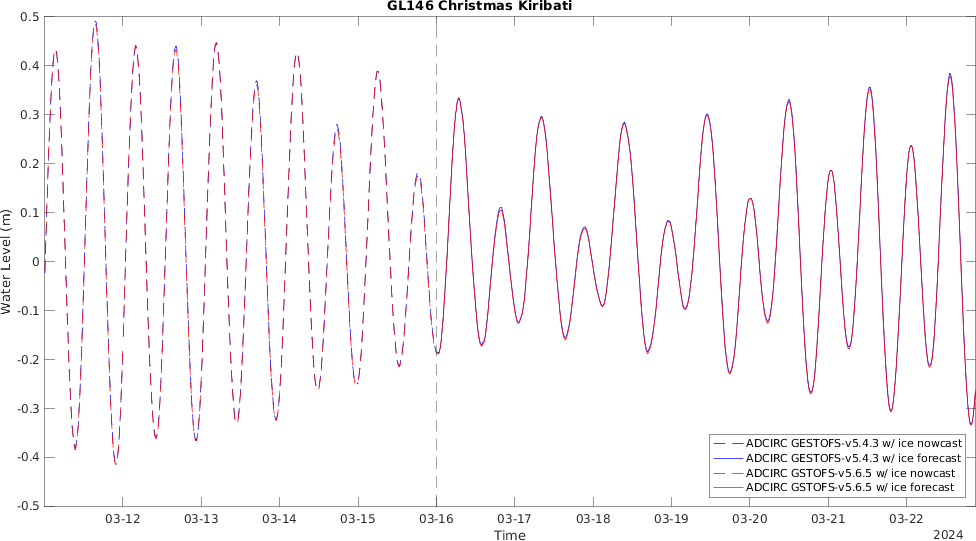 GL146 Christmas Kiribati
0.5
0.4
0.3
0.2
0.1
0
-0.1
-0.2
-0.3
-0.4
-0.5
Water Level (m)
ADCIRC GESTOFS-v5.4.3 w/ ice nowcast
ADCIRC GESTOFS-v5.4.3 w/ ice forecast
ADCIRC GSTOFS-v5.6.5 w/ ice nowcast
ADCIRC GSTOFS-v5.6.5 w/ ice forecast
03-12 03-13 03-14 03-15 03-16 03-17 03-18 03-19 03-20 03-21 03-22
Time
2024